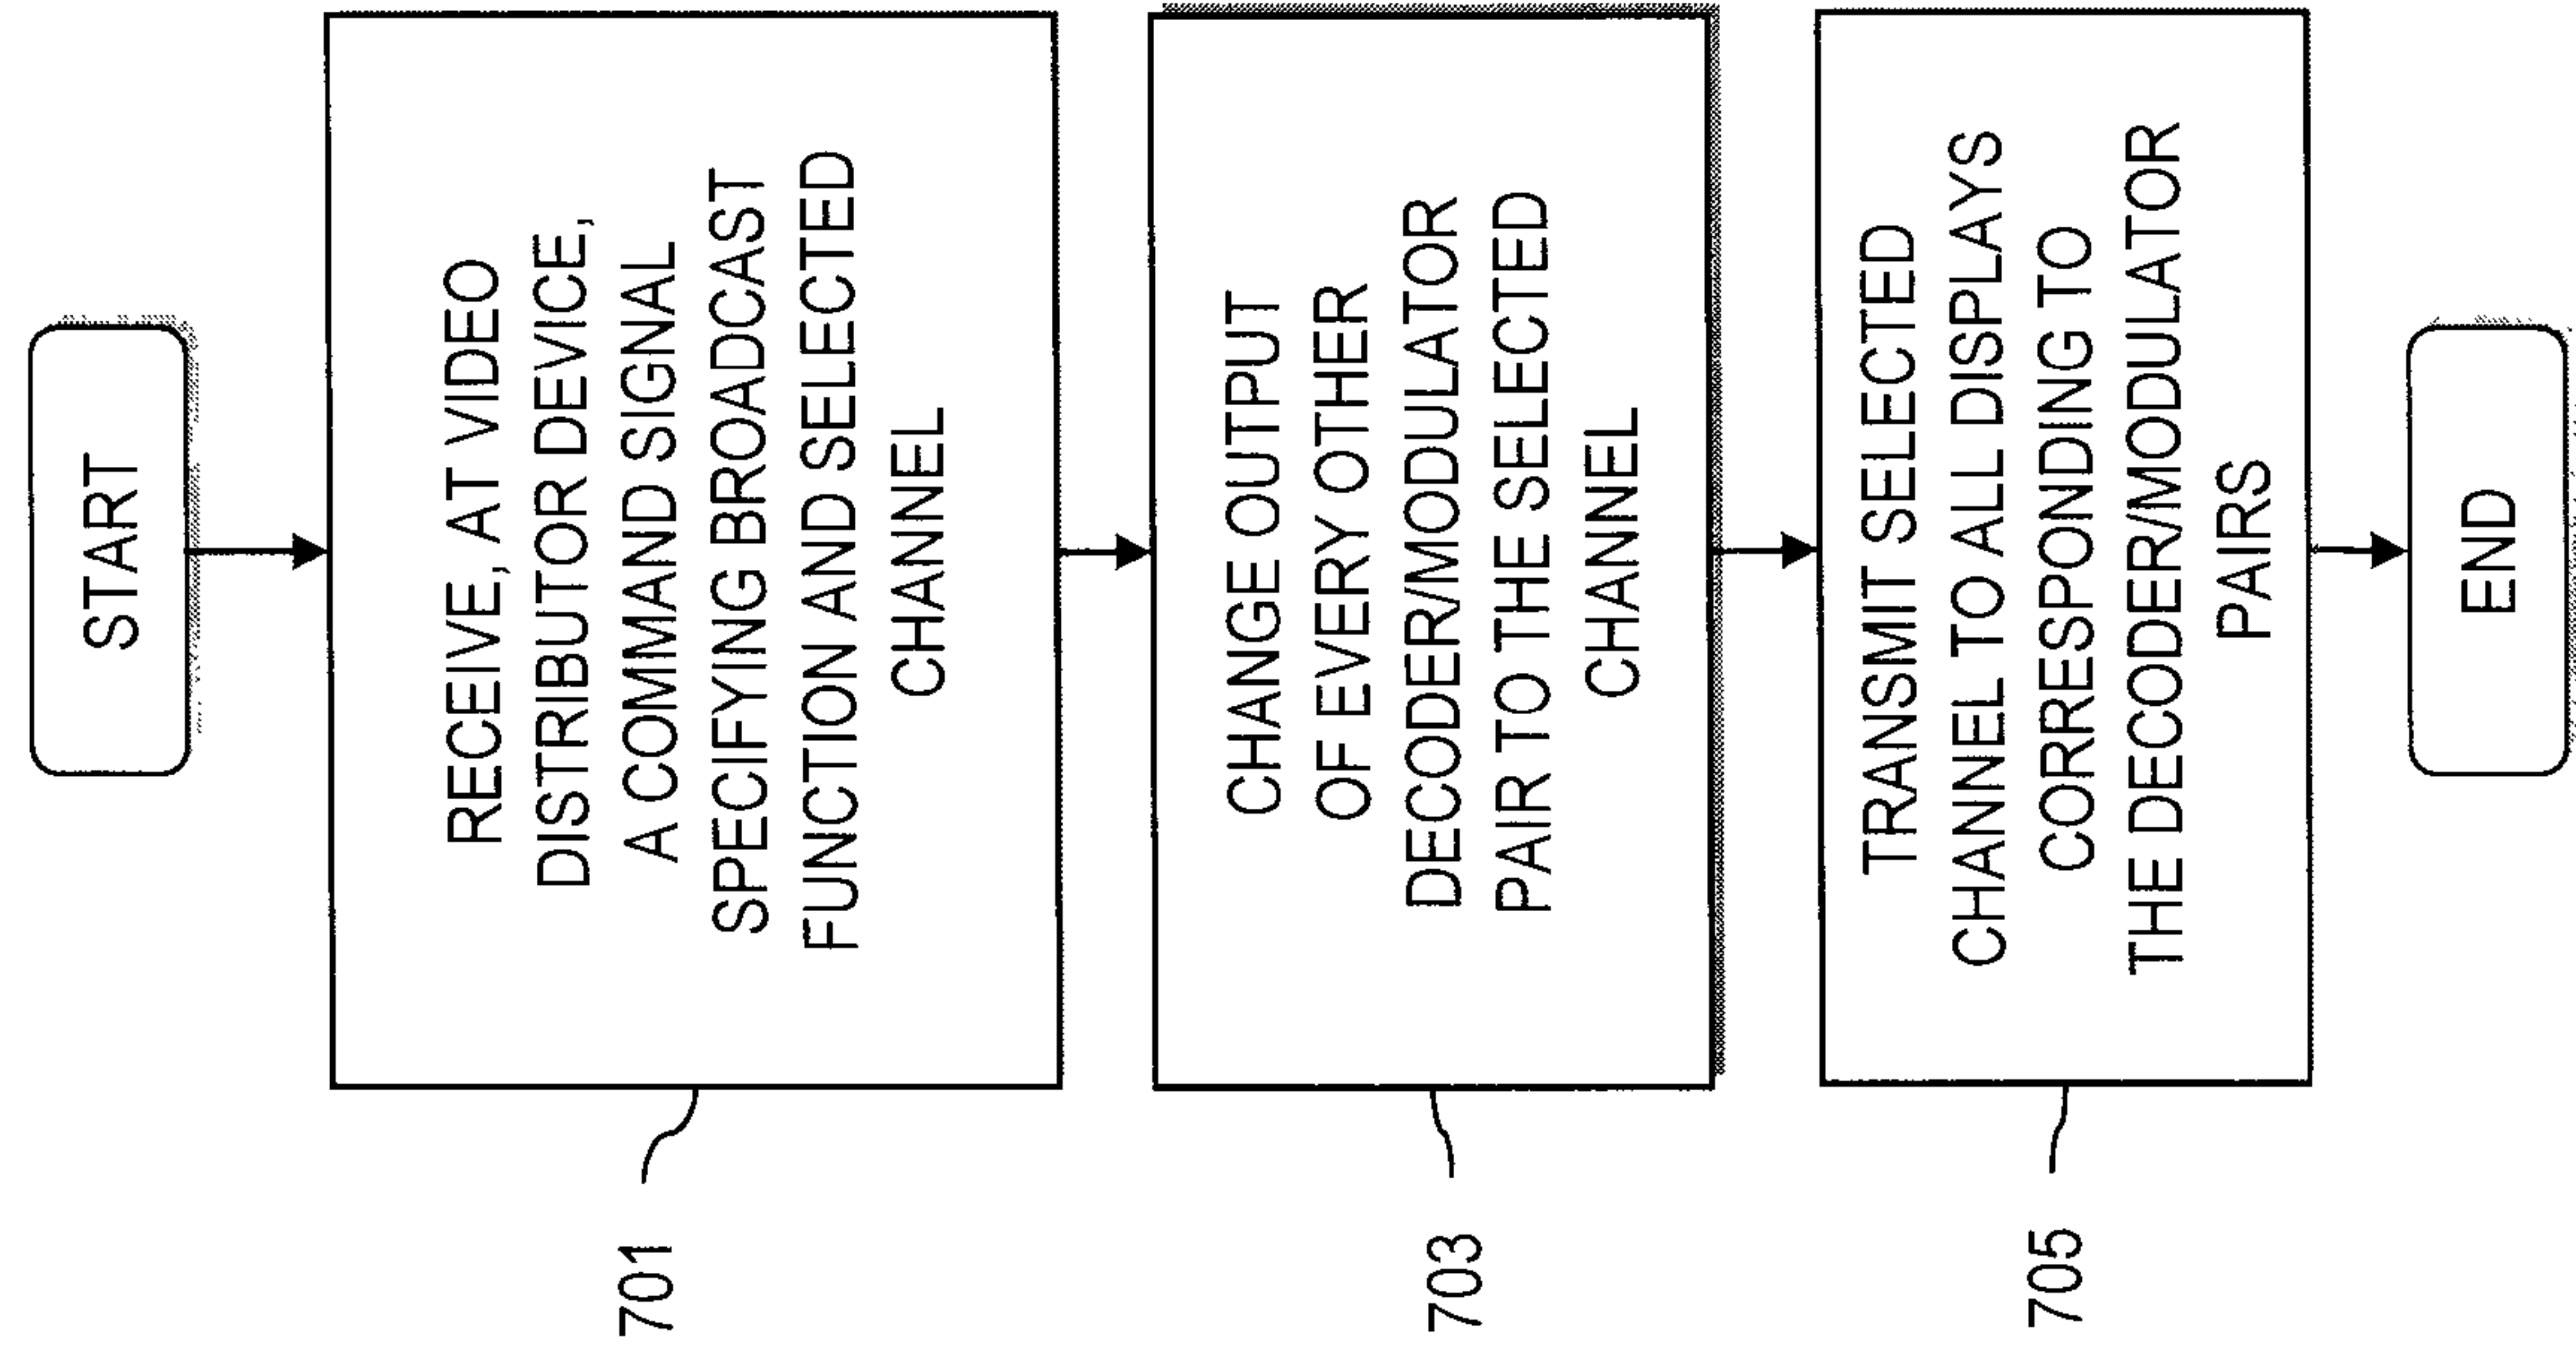 START
RECEIVE, AT VIDEO
DISTRIBUTOR DEVICE,
A COMMAND SIGNAL
SPECIFYING BROADCAST
FUNCTION AND SELECTED
CHANNEL
701
CHANGE OUTPUT
OF EVERY OTHER
DECODER/MODULATOR
PAIR TO THE SELECTED
CHANNEL
703
TRANSMIT SELECTED
CHANNEL TO ALL DISPLAYS
CORRESPONDING TO
THE DECODER/MODULATOR
PAIRS
705
END